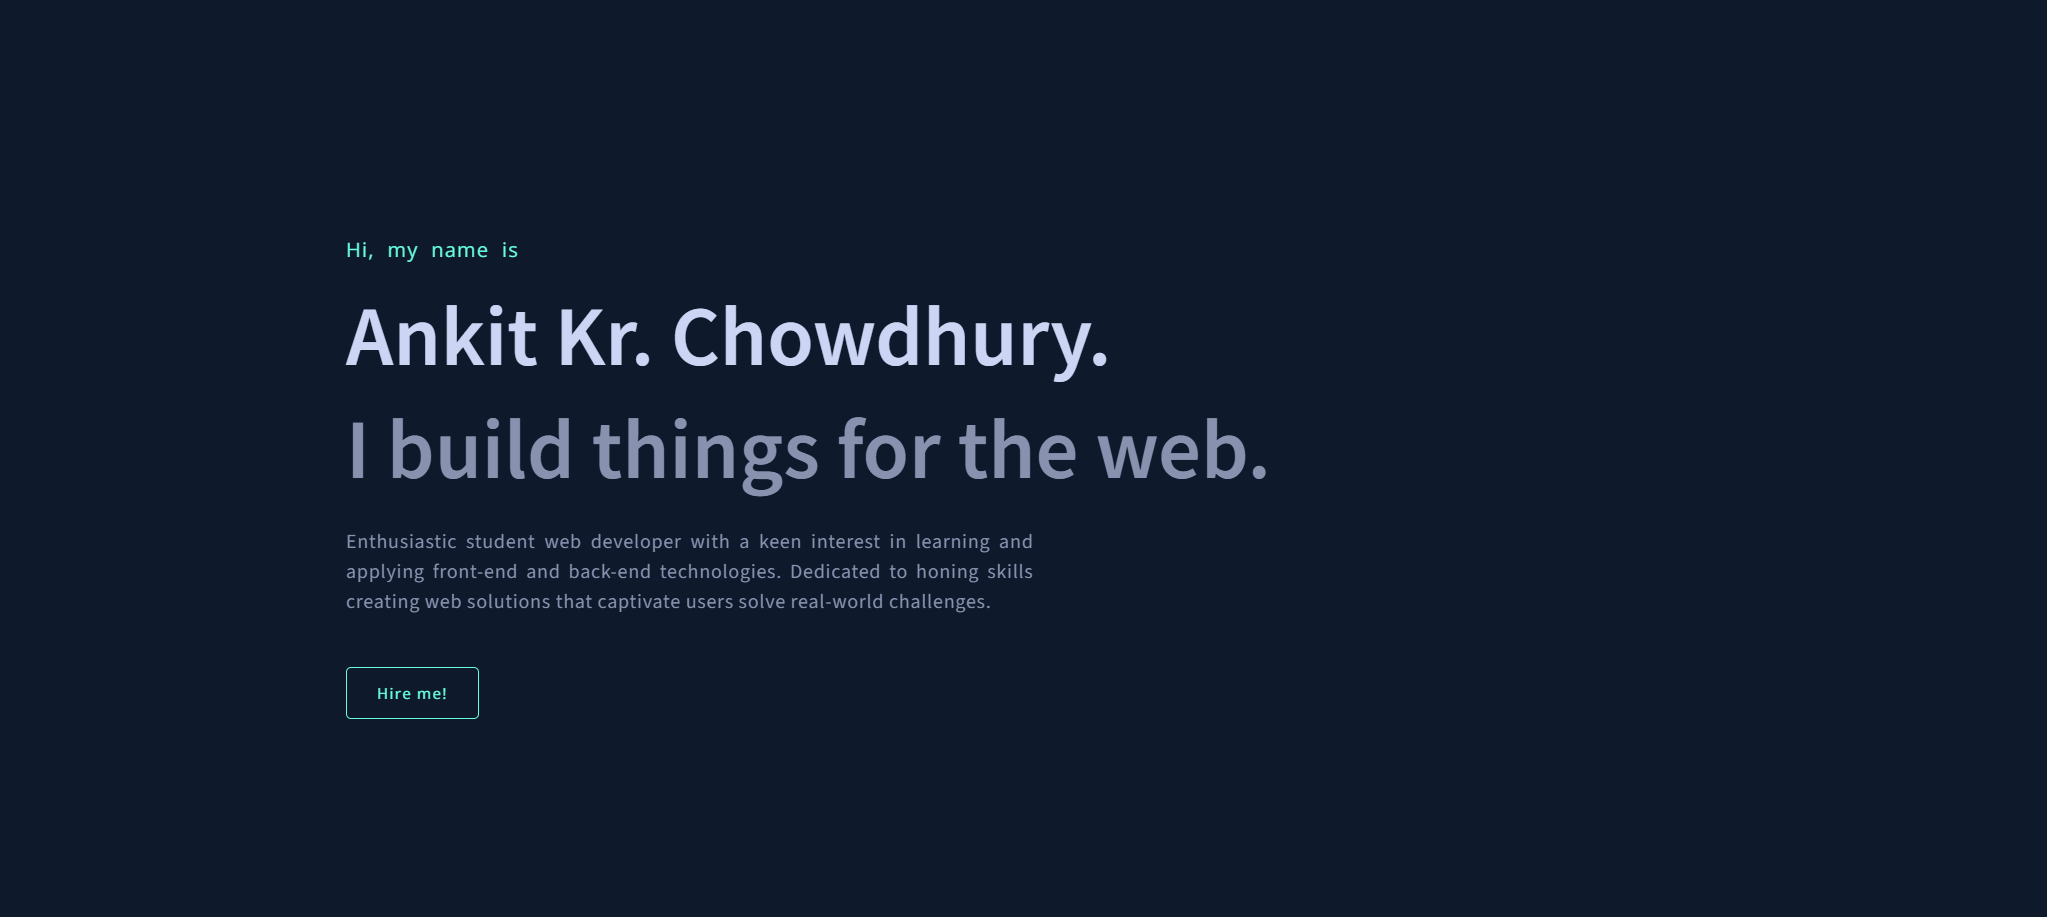 Hi, my name is
Ankit Kr. Chowdhury.
I build things for the web.
Enthusiastic student web developer with a keen interest in learning and
applying front-end and back-end technologies. Dedicated to honing skills
creating web solutions that captivate users solve real-world challenges.
Hire me!